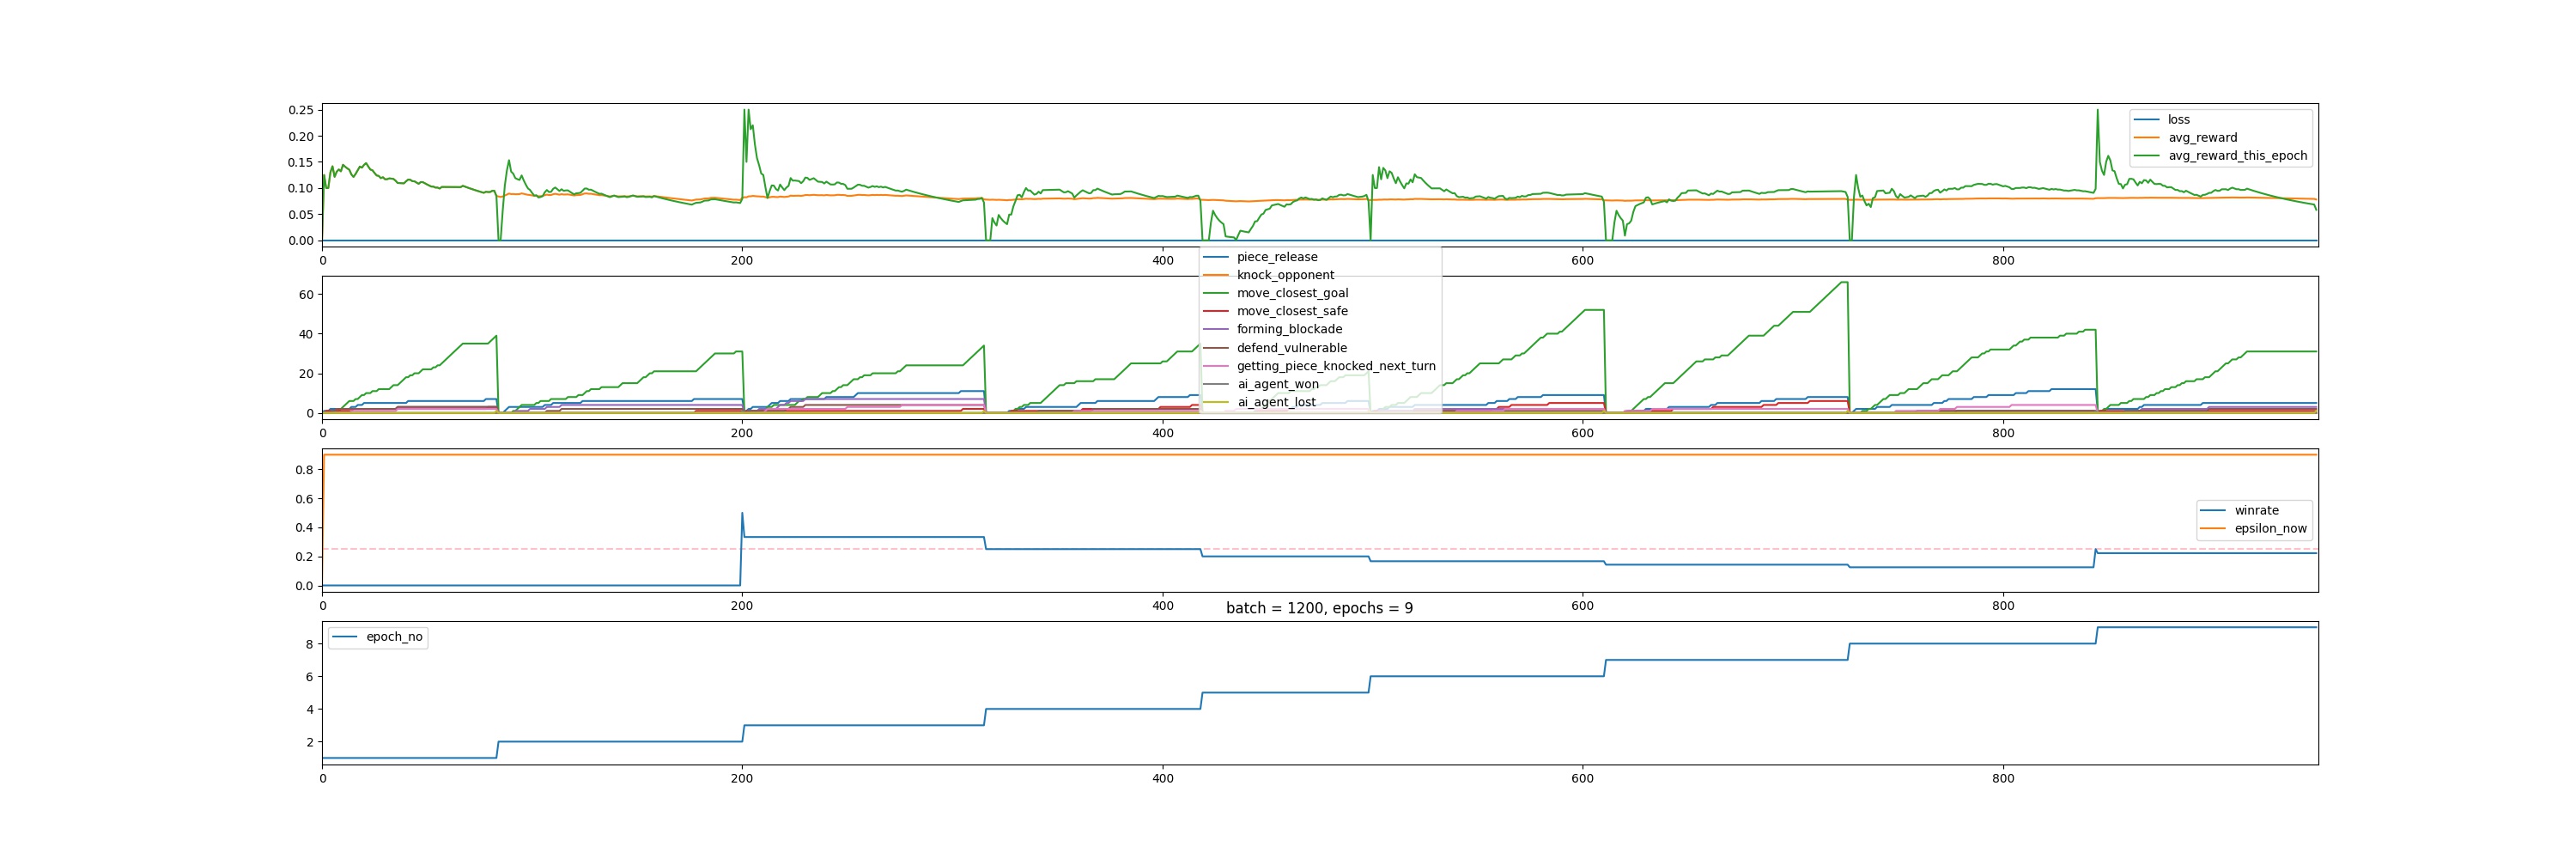 0.25
0.20
0.15
0.10
0.05
0.00
loss
avg_reward
avg_reward_this_epoch
0 200 400 600 800
piece_release
knock_opponent
move_closest_goal
move_closest_safe
forming_blockade
defend_vulnerable
getting_piece_knocked_next_turn
ai_agent_won
ai_agent_lost
60
40
20
0
0 200 400 600 800
0.8
0.6
0.4
0.2
0.0
winrate
epsilon_now
0 200 400 600 800
batch = 1200, epochs = 9
epoch_no
8
6
4
2
0 200 400 600 800